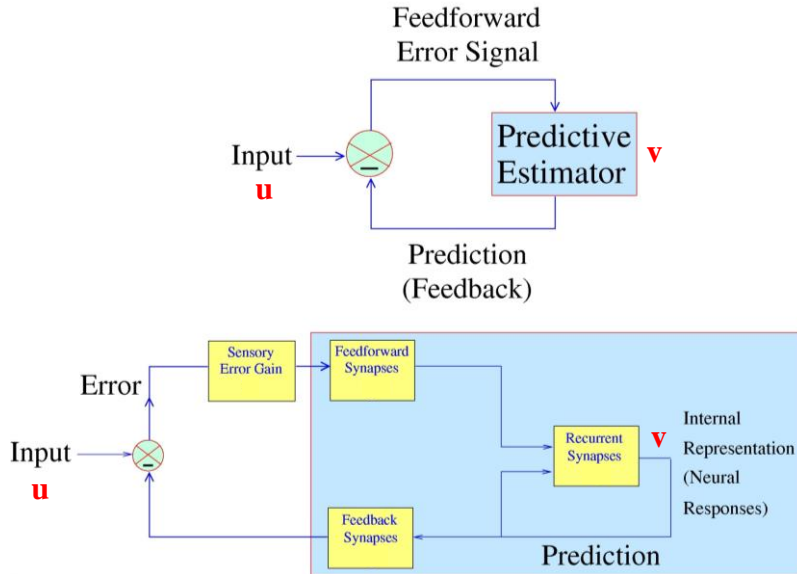 Feedforward
Error Signal
Input
u
Predictive
Estimator
v
Prediction
(Feedback)
Sensory
Error Gain
Feedforward
Synapses
Error
Input
u
Recurrent
Synapses
v
Internal
Representation
(Neural
Responses)
Feedback
Synapses
Prediction